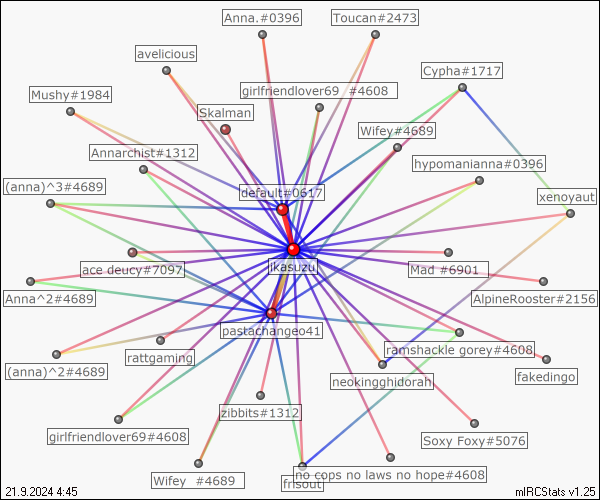 Anna.#0396
Toucan#2473
avelicious
Cypha#1717
girlfriendlover69 #4608
Mushy#1984
Skalman
Wifey#4689
Annarchist#1312
hypomanianna#0396
(anna)^3#4689
default#0617
xenoyaut
jkasuzu
ace deucy#7097
Mad #6901
Anna^2#4689
AlpineRooster#2156
pastachangeo41
rattgaming
ramshackle gorey#4608
(anna)^2#4689
neokingghidorah
fakedingo
zibbits#1312
girlfriendlover69#4608
Soxy Foxy#5076
no cops no laws no hope#4608
Wifey #4689
frisout
21.9.2024 4:45
mIRCStats v1.25